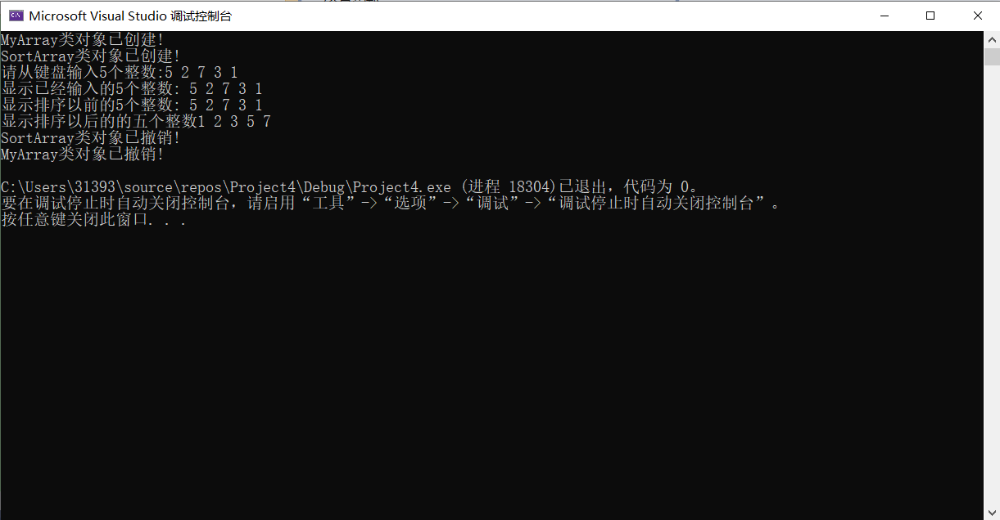 Microsoft Visual Studio 调试控制台
MyArray类对象已创建!
SortArray类对象已创建!
请从键盘输入5个整数:5 2 7 3 1
显示已经输入的5个整数: 5 2 7 3 1
显示排序以前的5个整数: 5 2 7 3 1
显示排序以后的的五个整数1 2 3 5 7
SortArray类对象已撤销!
MyArray类对象已撤销!
C:\Users\31393\source\repos\Project4\Debug\Project4.exe (进程 18304)已退出，代码为 0。
要在调试停止时自动关闭控制台，请启用“工具”->“选项”->“调试”->“调试停止时自动关闭控制台”。
按任意键关闭此窗口. . .